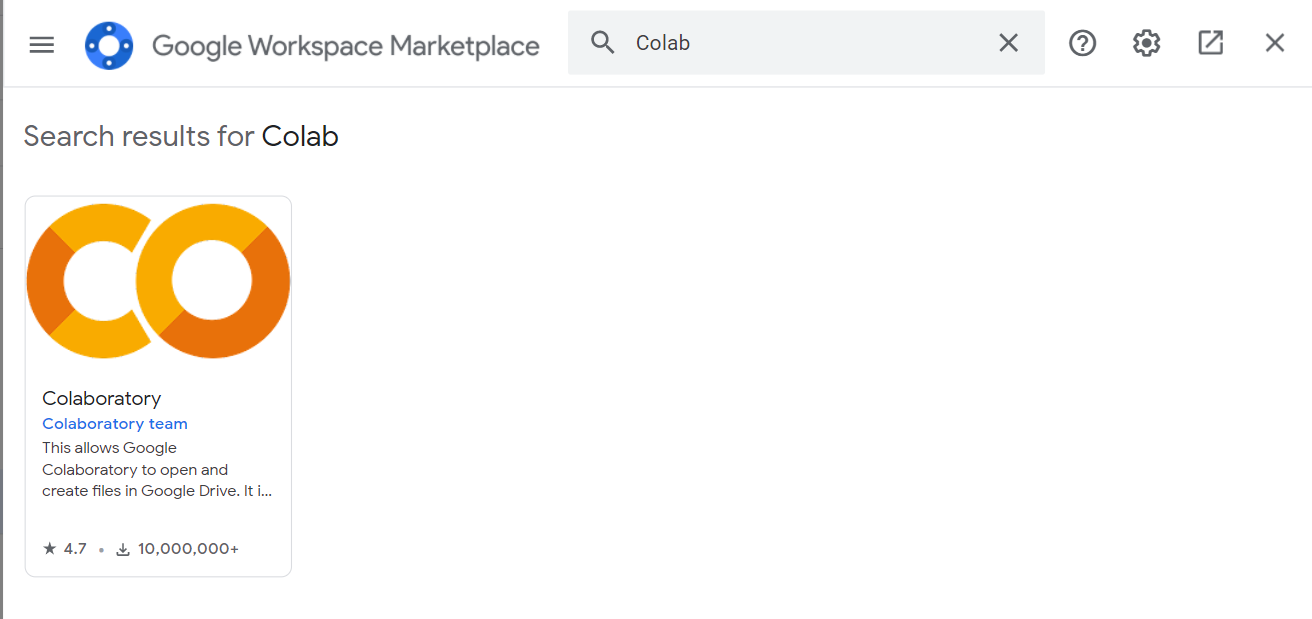 Google Workspace Marketplace
Colab
Search results for Colab
Colaboratory
Colaboratory team
This allows Google
Colaboratory to open and
create files in Google Drive. It i...
4.7 • 10,000,000+